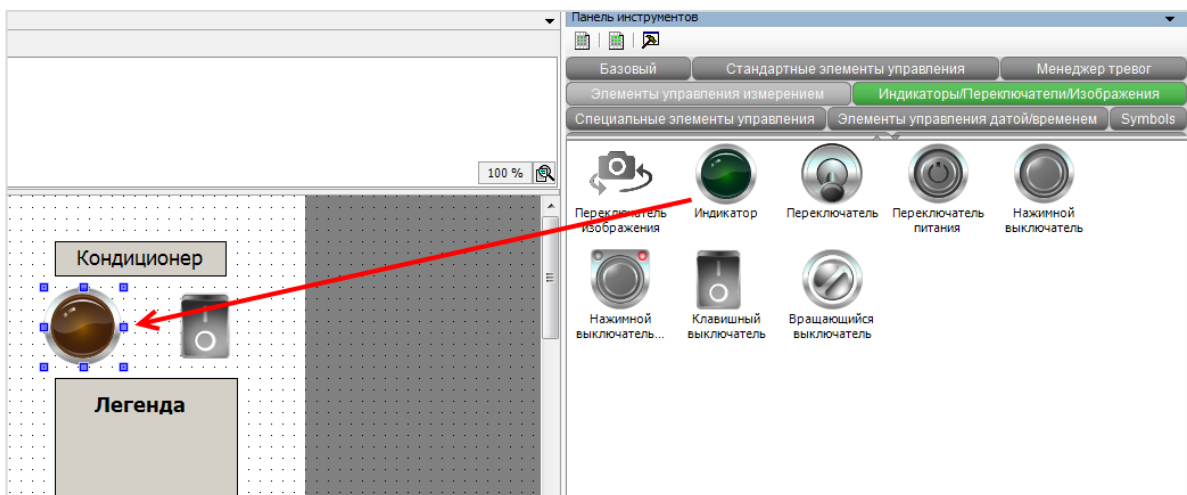 Панель инструментов
Базовый
Стандартные элементы управления
Менеджер тревог
Элементы управления измерением
Индикаторы/Переключатели/Изображения
Специальные элементы управления
Элементы управления датой/временем
Symbols
100 %
Переключатель
изображения
Индикатор
Переключатель
Переключатель
питания
Нажимной
выключатель
Нажимной
выключатель...
Клавишный
выключатель
Вращающийся
выключатель
Кондиционер
Легенда